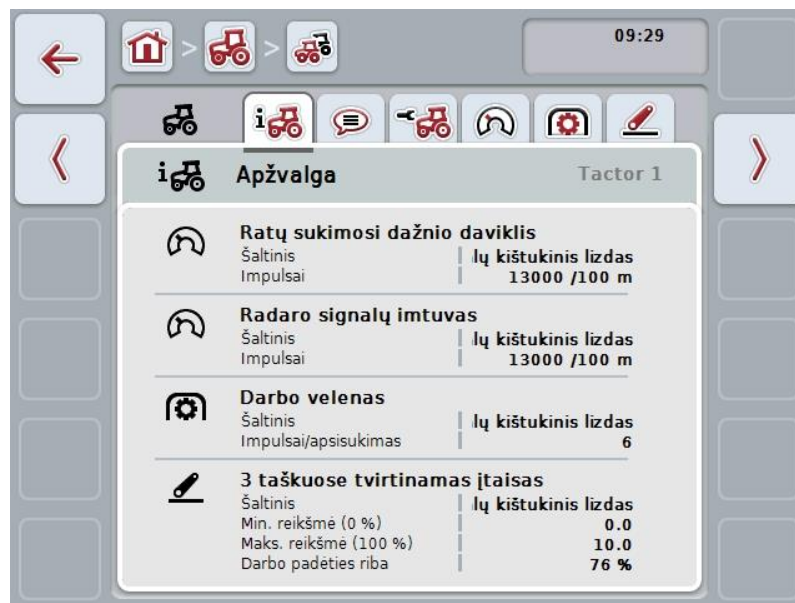 09:29
Apžvalga Tactor 1
Ratų sukimosi dažnio daviklis
Šaltinis lų kištukinis lizdas
Impulsai 13000 /100 m
Radaro signalų imtuvas
Šaltinis lų kištukinis lizdas
Impulsai 13000 /100 m
Darbo velenas
Šaltinis lų kištukinis lizdas
Impulsai/apsisukimas 6
3 taškuose tvirtinamas įtaisas
Šaltinis lų kištukinis lizdas
Min. reikšmė (0 %) 0.0
Maks. reikšmė (100 %) 10.0
Darbo padėties riba 76 %